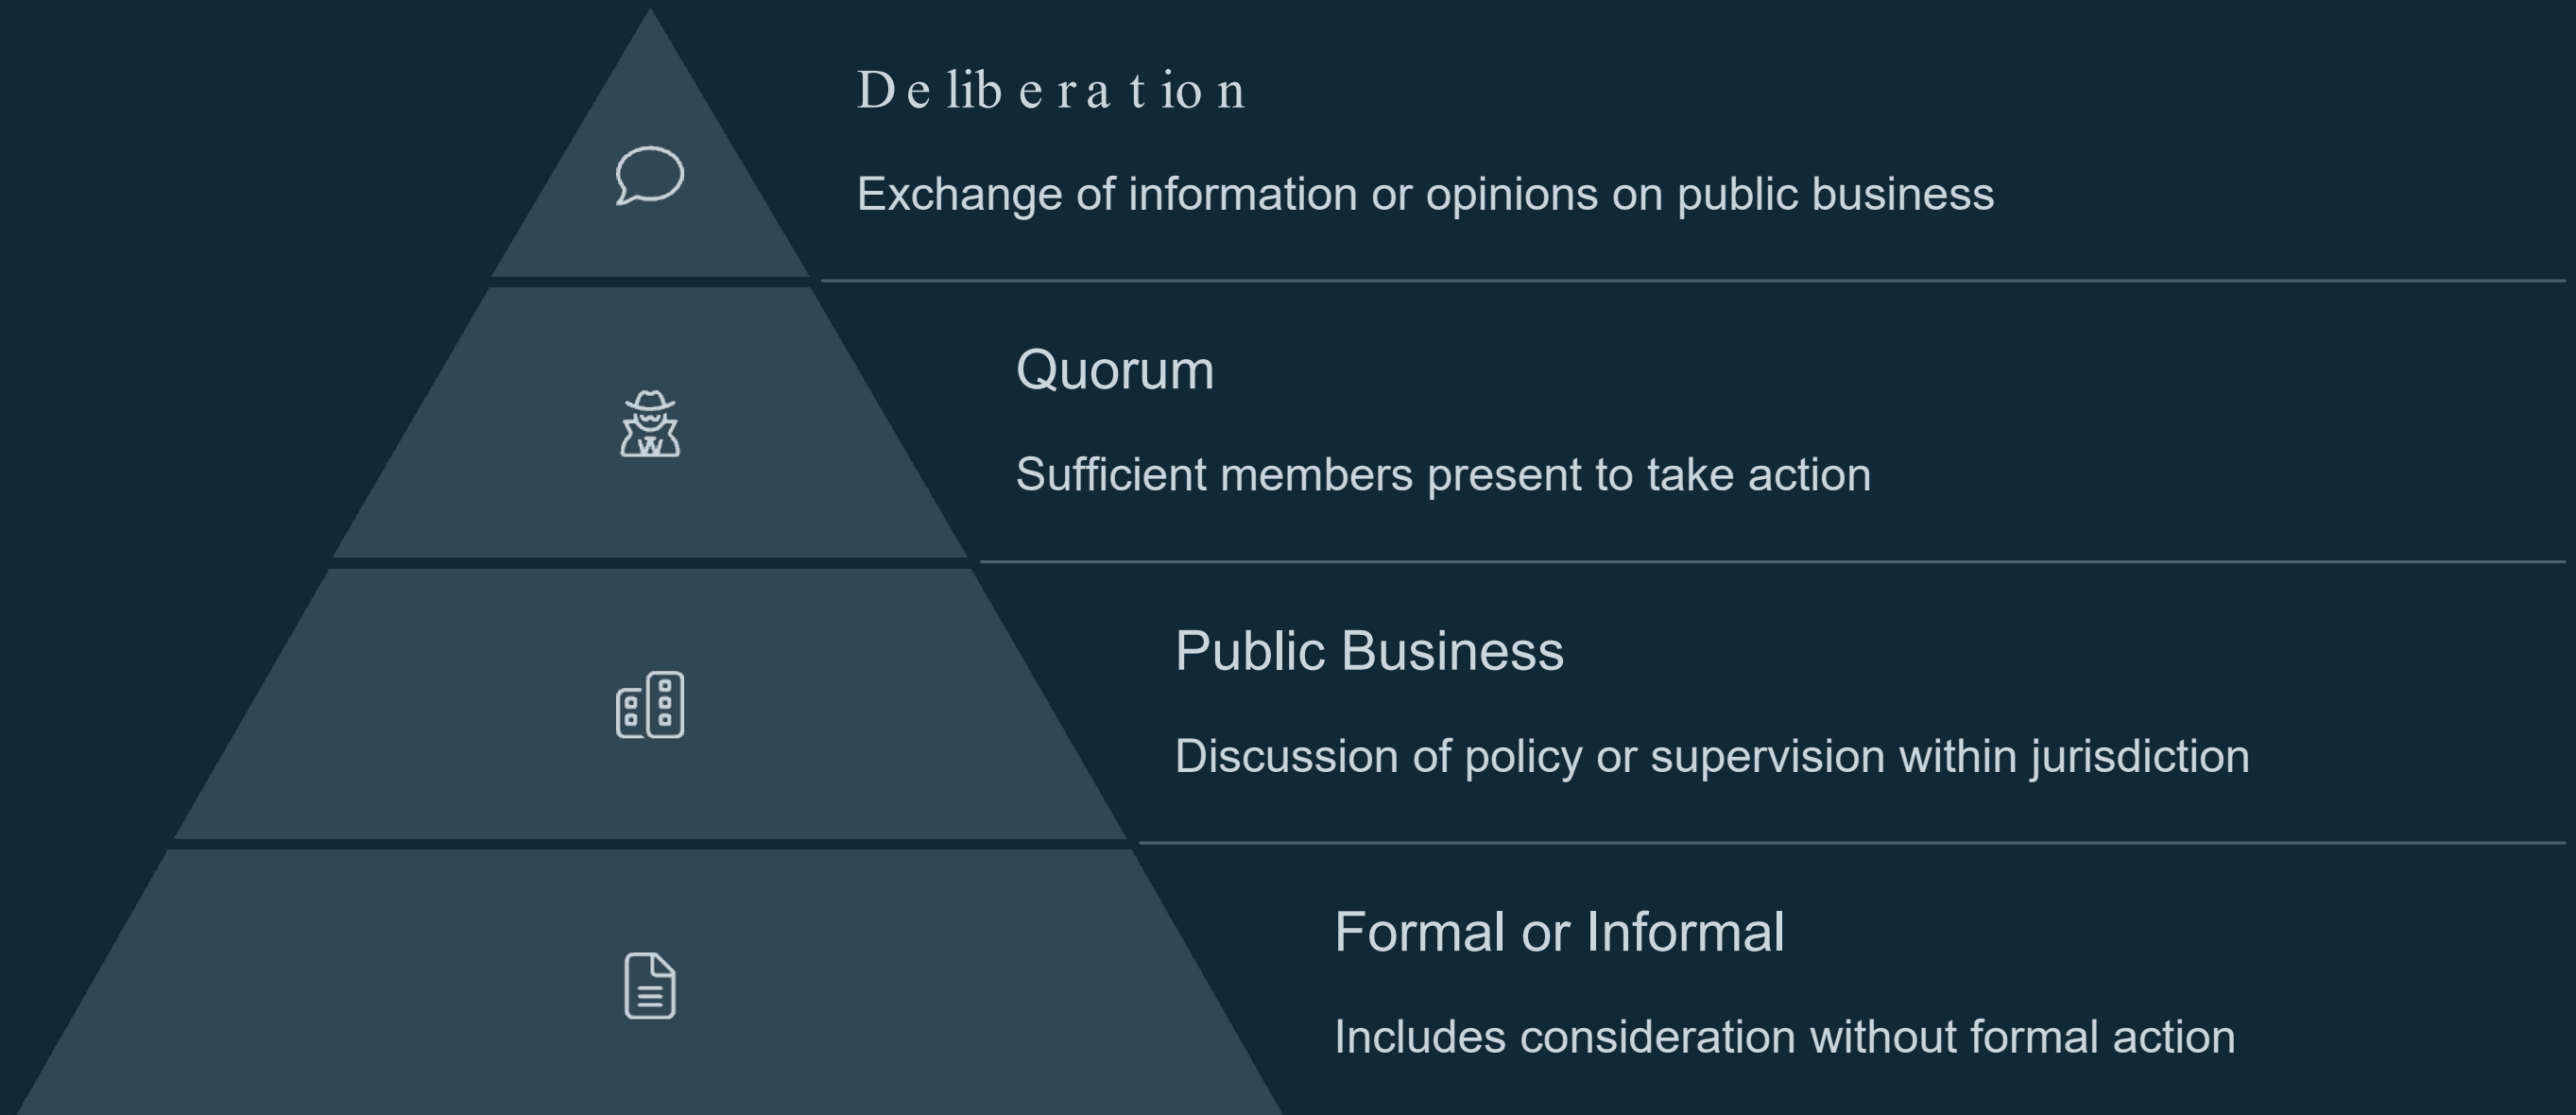 Deliberation
Exchange of information or opinions on public business
Quorum
Sufficient members present to take action
Public Business
Discussion of policy or supervision within jurisdiction
Formal or Informal
Includes consideration without formal action